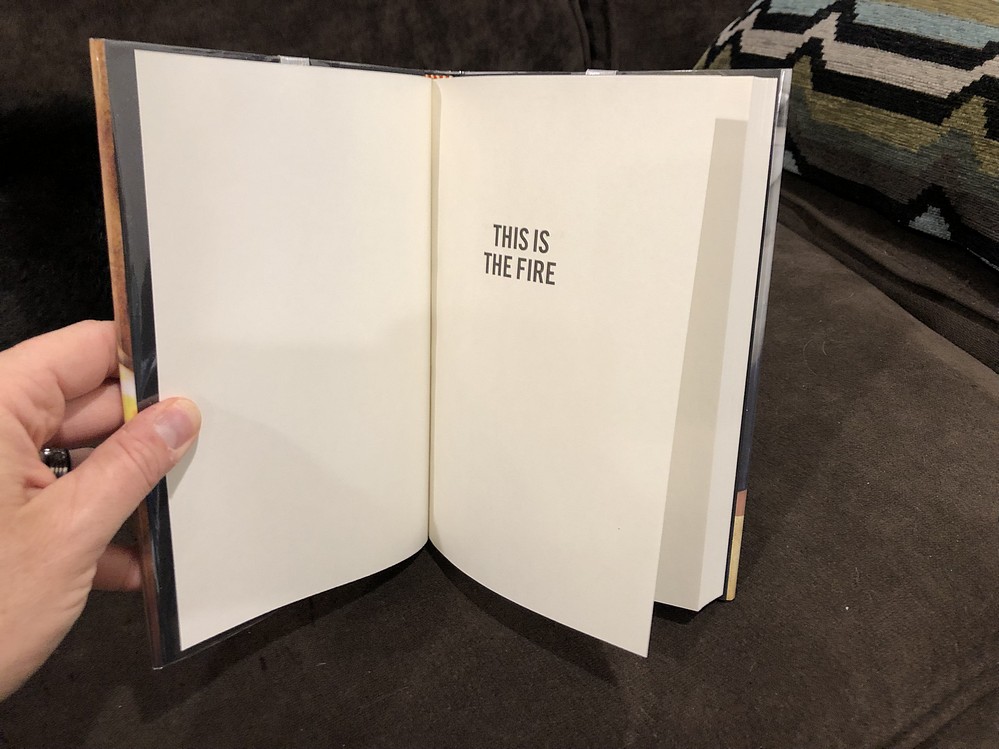 THIS IS
THE FIRE